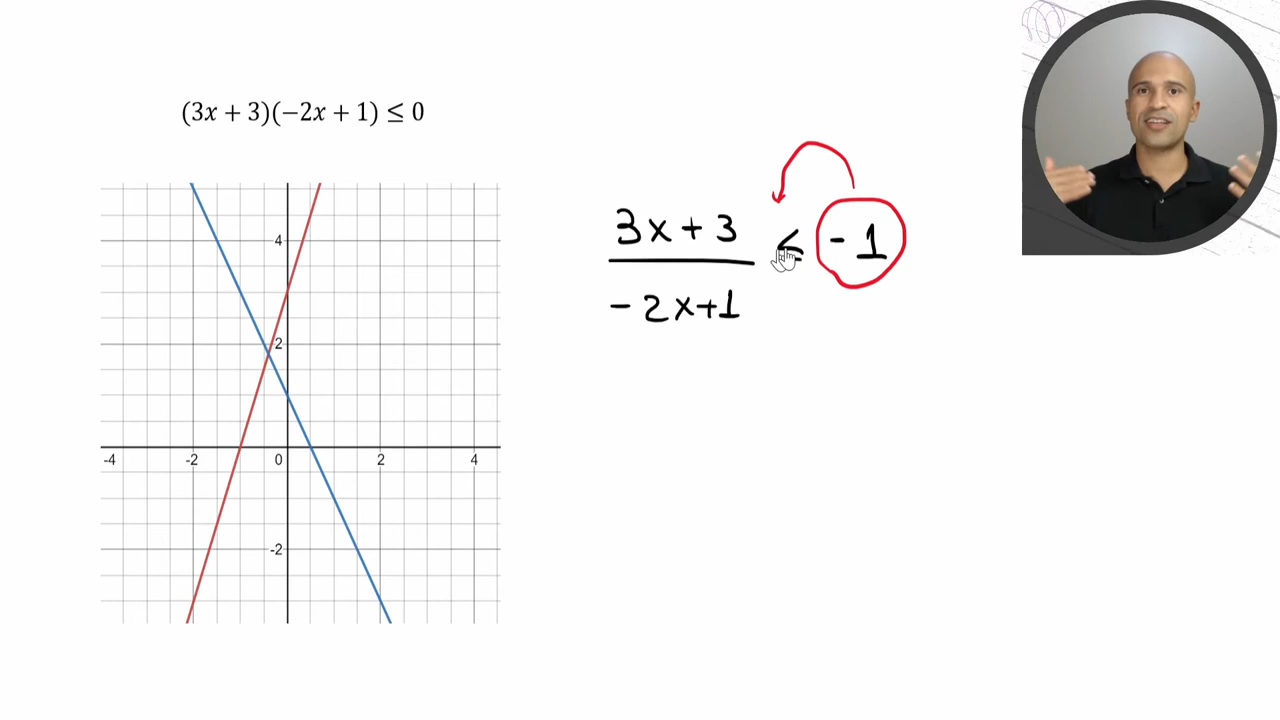 (3x + 3)(−2x + 1) ≤ 0
3x + 3
≤ - 1
- 2x+1
4
2
-4 -2 0 2 4
-2